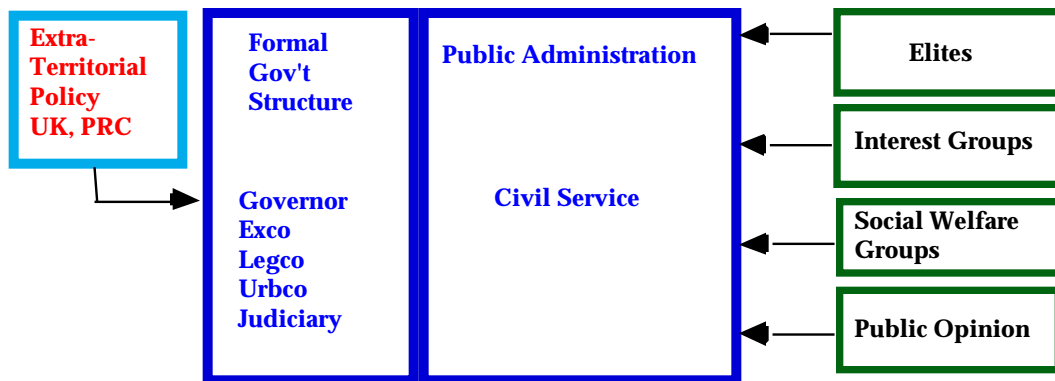 Extra-
Territorial
Policy
UK, PRC
Formal
Gov't
Structure
Governor
Exco
Legco
Urbco
Judiciary
Public Administration
Civil Service
Elites
Interest Groups
Social Welfare
Groups
Public Opinion